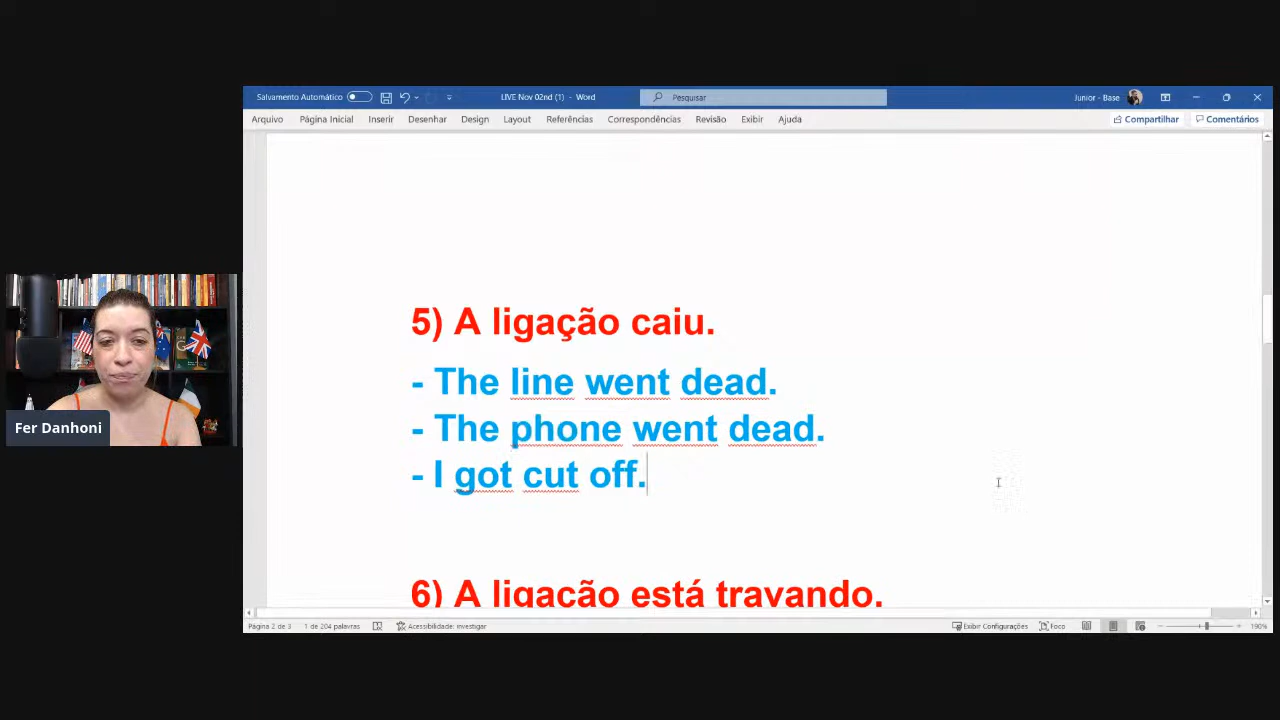 Salvamento Automático
LIVE Nov 02nd (1) - Word
Pesquisar
Junior - Base
Arquivo Página Inicial Inserir Desenhar Design Layout Referências Correspondências Revisão Exibir Ajuda
Compartilhar Comentários
5) A ligação caiu.
- The line went dead.
- The phone went dead.
- I got cut off.
6) A ligação está travando.
Fer Danhoni
Página 2 de 3 1 de 204 palavras Acessibilidade: investigar Exibir Configurações Foco 190%